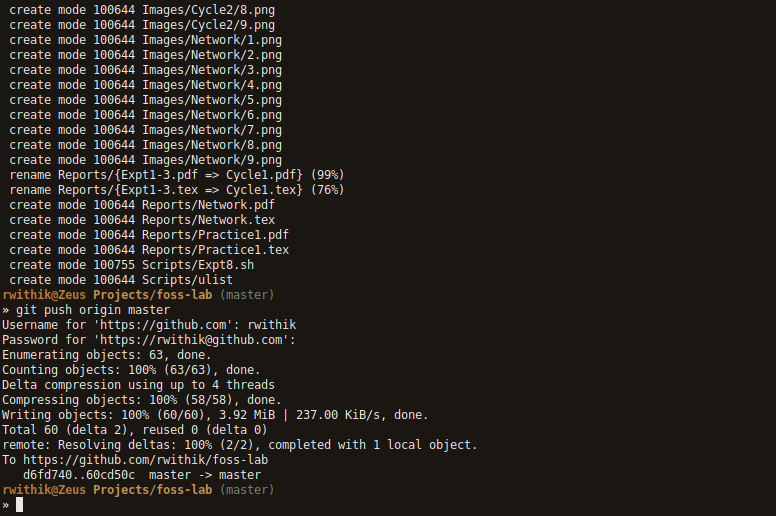 create mode 100644 Images/Cycle2/8.png
create mode 100644 Images/Cycle2/9.png
create mode 100644 Images/Network/1.png
create mode 100644 Images/Network/2.png
create mode 100644 Images/Network/3.png
create mode 100644 Images/Network/4.png
create mode 100644 Images/Network/5.png
create mode 100644 Images/Network/6.png
create mode 100644 Images/Network/7.png
create mode 100644 Images/Network/8.png
create mode 100644 Images/Network/9.png
rename Reports/{Expt1-3.pdf => Cycle1.pdf} (99%)
rename Reports/{Expt1-3.tex => Cycle1.tex} (76%)
create mode 100644 Reports/Network.pdf
create mode 100644 Reports/Network.tex
create mode 100644 Reports/Practice1.pdf
create mode 100644 Reports/Practice1.tex
create mode 100755 Scripts/Expt8.sh
create mode 100644 Scripts/ulist
rwithik@Zeus Projects/foss-lab (master)
» git push origin master
Username for 'https://github.com': rwithik
Password for 'https://rwithik@github.com':
Enumerating objects: 63, done.
Counting objects: 100% (63/63), done.
Delta compression using up to 4 threads
Compressing objects: 100% (58/58), done.
Writing objects: 100% (60/60), 3.92 MiB | 237.00 KiB/s, done.
Total 60 (delta 2), reused 0 (delta 0)
remote: Resolving deltas: 100% (2/2), completed with 1 local object.
To https://github.com/rwithik/foss-lab
   d6fd740..60cd50c  master -> master
rwithik@Zeus Projects/foss-lab (master)
»